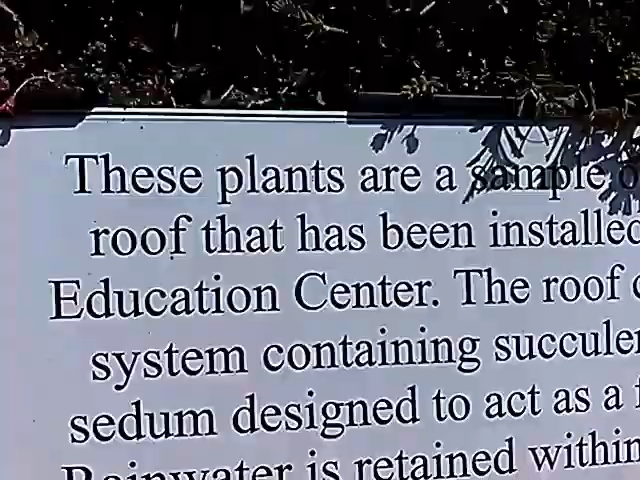 These plants are a sample
roof that has been installed
Education Center. The roof
system containing
sedum designed to act as a
Rainwater is retained within